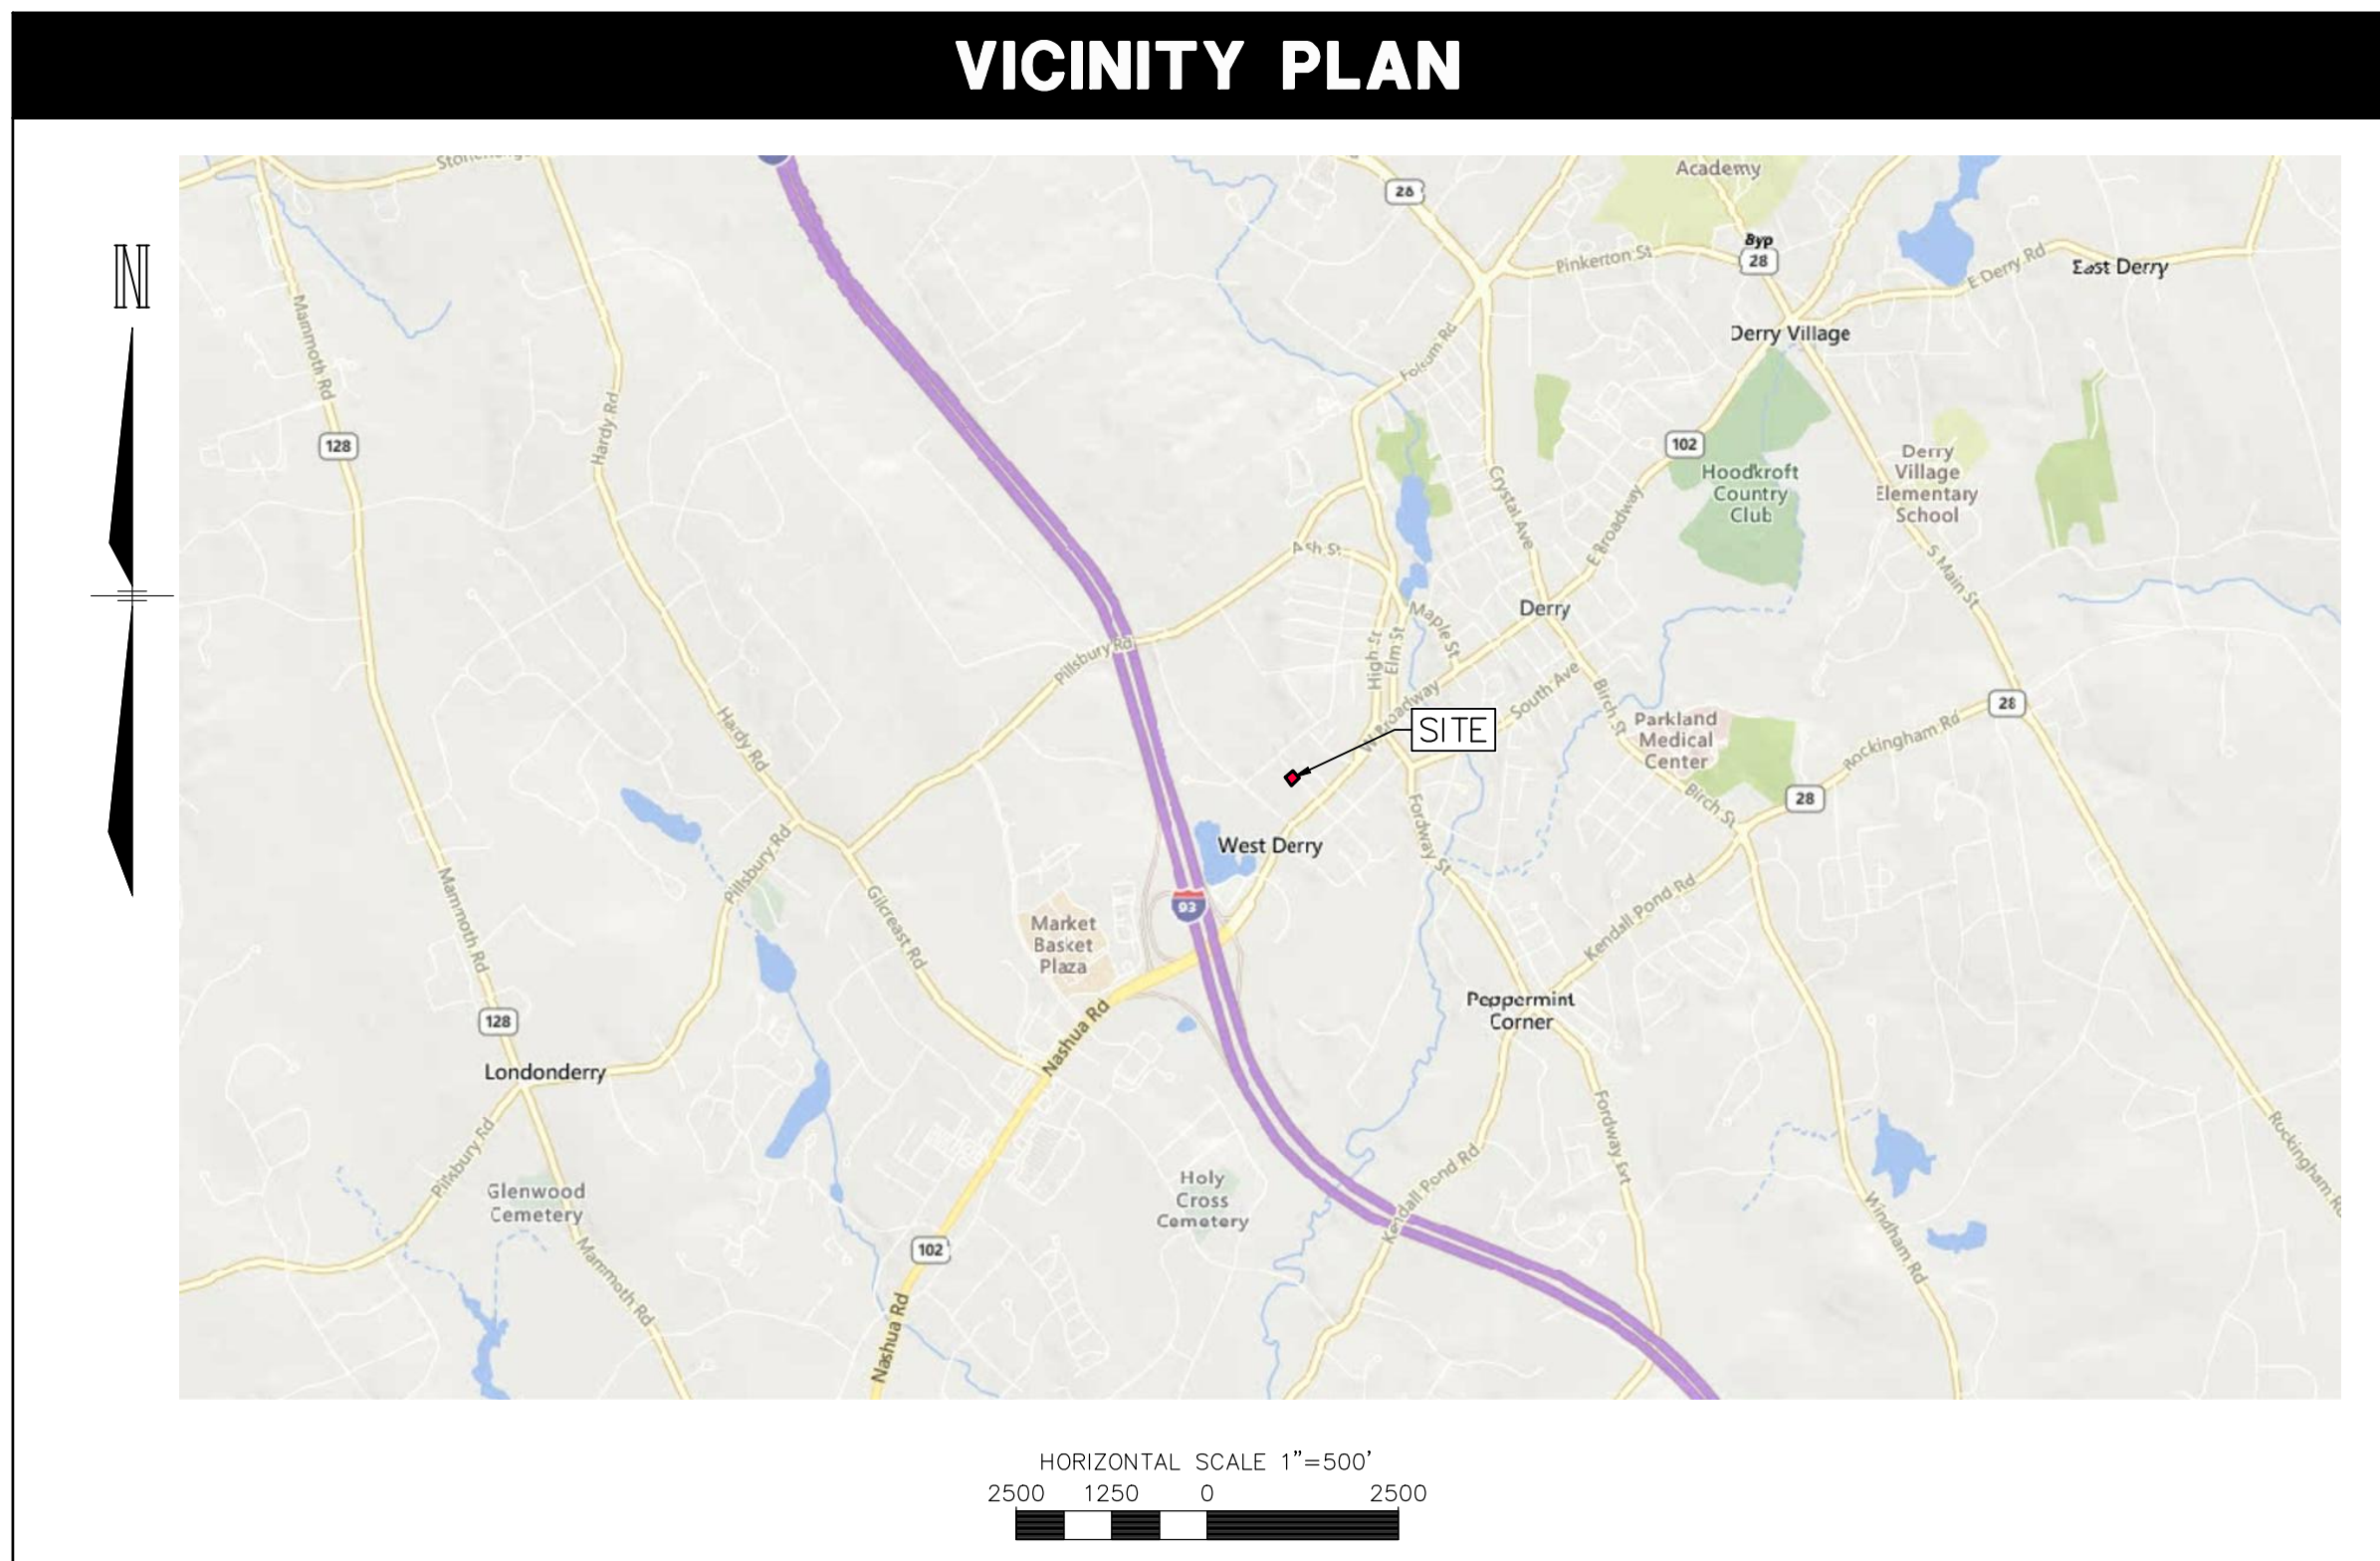 VICINITY PLAN
N
Academy
28
Byp
28
Pinkerton St
E Derry Rd
East Derry
Derry Village
Mammoth Rd
Folsum Rd
Hardy Rd
128
102
Hoodkroft
Country
Club
Derry
Village
Elementary
School
Crystal Ave
E Broadway
Ash St
S Main St
Derry
Maple St
High St
Elm St
Pillsbury Rd
South Ave
W Broadway
Birch St
28
SITE
Hardy Rd
Parkland
Medical
Center
Rockingham Rd
28
Birch St
Pillsbury Rd
West Derry
Fordway St
Mammoth Rd
Gilcreast Rd
93
Kendall Pond Rd
Market
Basket
Plaza
Nashua Rd
Peppermint
Corner
128
Londonderry
Fordway Ext
Pillsbury Rd
Kendall Pond Rd
Glenwood
Cemetery
Holy
Cross
Cemetery
Windham Rd
Mammoth Rd
102
Nashua Rd
HORIZONTAL SCALE 1"=500'
2500 1250 0 2500